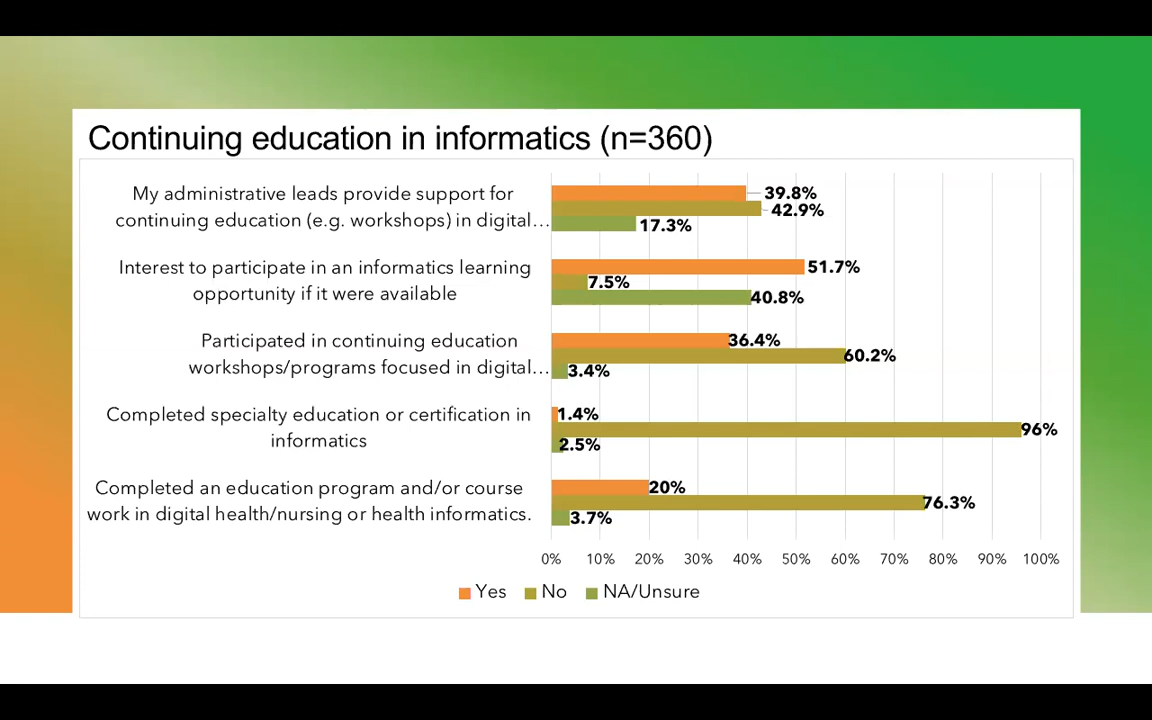 Continuing education in informatics (n=360)
My administrative leads provide support for
continuing education (e.g. workshops) in digital…
39.8%
42.9%
17.3%
Interest to participate in an informatics learning
opportunity if it were available
51.7%
7.5%
40.8%
Participated in continuing education
workshops/programs focused in digital…
36.4%
60.2%
3.4%
Completed specialty education or certification in
informatics
1.4%
96%
2.5%
Completed an education program and/or course
work in digital health/nursing or health informatics.
20%
76.3%
3.7%
0% 10% 20% 30% 40% 50% 60% 70% 80% 90% 100%
Yes No NA/Unsure